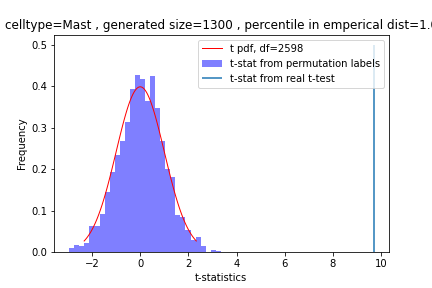 celltype=Mast , generated size=1300 , percentile in emperical dist=1.0
t pdf, df=2598
t-stat from permutation labels
t-stat from real t-test
Frequency
0.5
0.4
0.3
0.2
0.1
0.0
−2 0 2 4 6 8 10
t-statistics